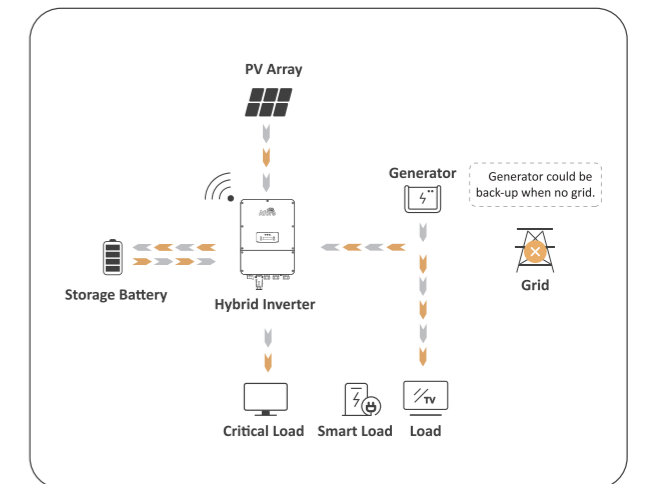 PV Array
Generator
Generator could be
back-up when no grid.
Storage Battery
Hybrid Inverter
Grid
TV
Critical Load
Smart Load
Load